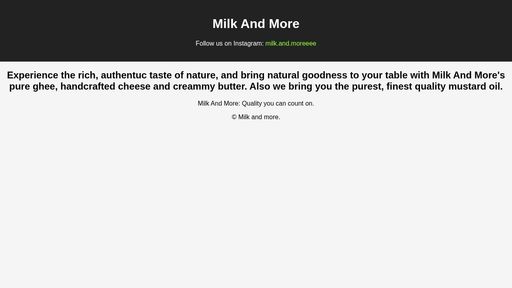 Milk And More
Follow us on Instagram: milk.and.moreeee
Experience the rich, authentuc taste of nature, and bring natural goodness to your table with Milk And More's
pure ghee, handcrafted cheese and creammy butter. Also we bring you the purest, finest quality mustard oil.
Milk And More: Quality you can count on.
© Milk and more.